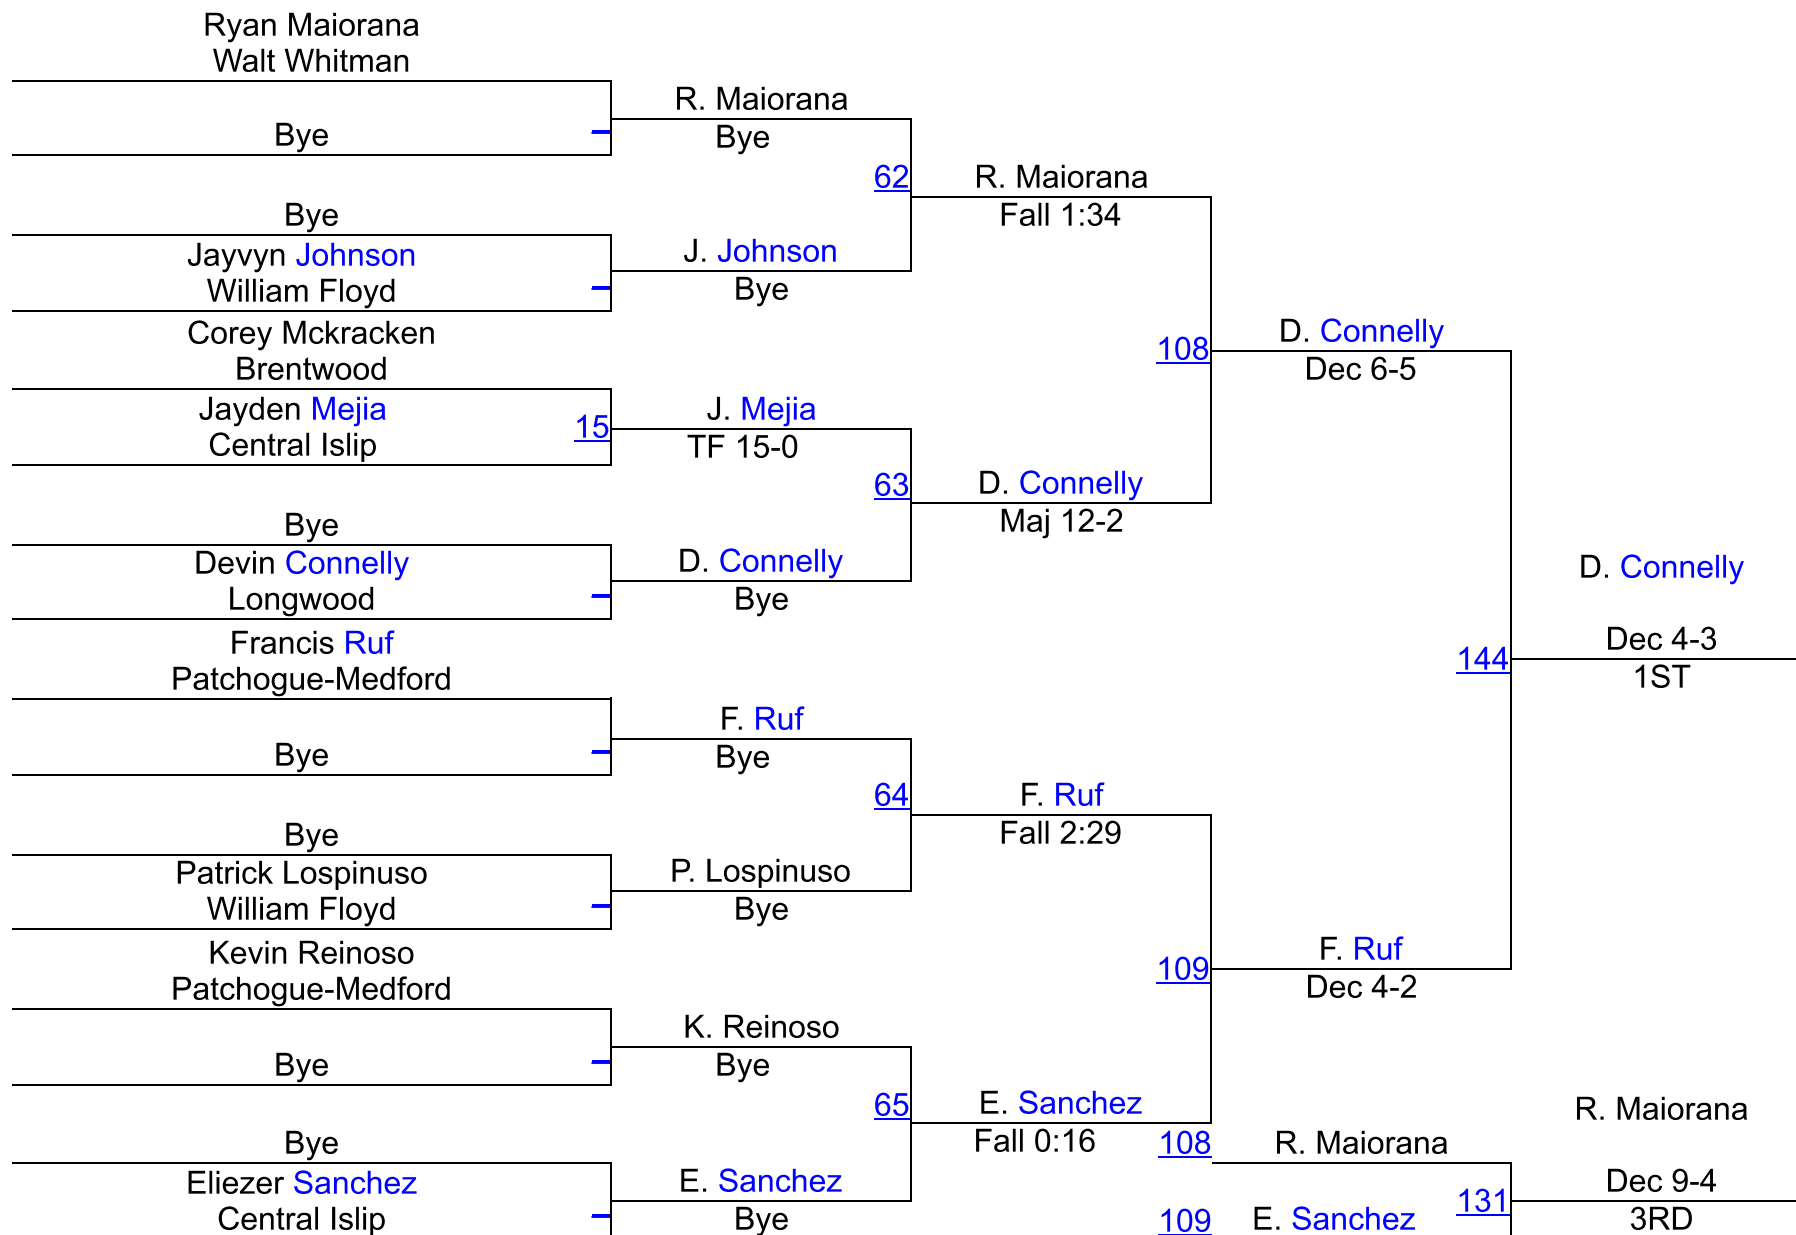 Ryan Maiorana
Walt Whitman
Bye
Bye
Jayvyn Johnson
William Floyd
Corey Mckracken
Brentwood
Jayden Mejia
Central Islip
15
Bye
Devin Connelly
Longwood
Francis Ruf
Patchogue-Medford
Bye
Bye
Patrick Lospinuso
William Floyd
Kevin Reinoso
Patchogue-Medford
Bye
Bye
Eliezer Sanchez
Central Islip
R. Maiorana
Bye
62
J. Johnson
Bye
J. Mejia
TF 15-0
63
D. Connelly
Bye
F. Ruf
Bye
64
P. Lospinuso
Bye
K. Reinoso
Bye
65
E. Sanchez
Bye
R. Maiorana
Fall 1:34
108
D. Connelly
Maj 12-2
F. Ruf
Fall 2:29
109
E. Sanchez
Fall 0:16
D. Connelly
Dec 6-5
144
F. Ruf
Dec 4-2
D. Connelly
Dec 4-3
1ST
108
R. Maiorana
109
E. Sanchez
131
R. Maiorana
Dec 9-4
3RD